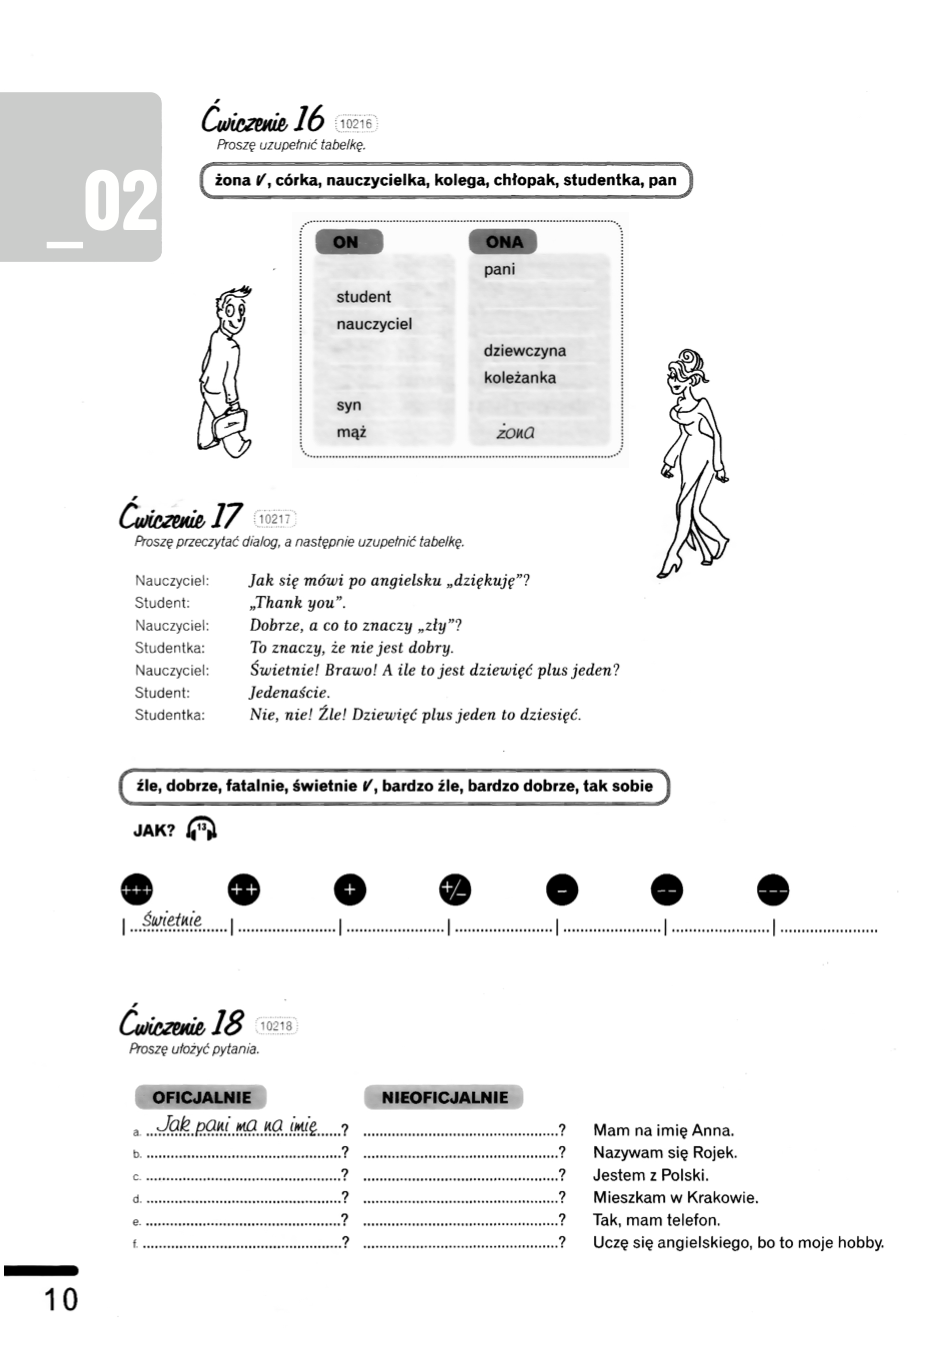 Ćwiczenie 16 10216
Proszę uzupełnić tabelkę.
_02
żona ✓, córka, nauczycielka, kolega, chłopak, studentka, pan
ON ONA
pani
student
nauczyciel
dziewczyna
koleżanka
syn
mąż żona
Ćwiczenie 17 10217
Proszę przeczytać dialog, a następnie uzupełnić tabelkę.
Nauczyciel: Jak się mówi po angielsku „dziękuję”?
Student: „Thank you”.
Nauczyciel: Dobrze, a co to znaczy „zły”?
Studentka: To znaczy, że nie jest dobry.
Nauczyciel: Świetnie! Brawo! A ile to jest dziewięć plus jeden?
Student: Jedenaście.
Studentka: Nie, nie! Źle! Dziewięć plus jeden to dziesięć.
źle, dobrze, fatalnie, świetnie ✓, bardzo źle, bardzo dobrze, tak sobie
JAK? 13
+++ ++ + +/- - -- ---
|...świetnie......|......................|......................|......................|......................|......................|......................
Ćwiczenie 18 10218
Proszę ułożyć pytania.
OFICJALNIE NIEOFICJALNIE
a. ...Jak pani ma na imię.....? ............................................? Mam na imię Anna.
b. ............................................? ............................................? Nazywam się Rojek.
c. ............................................? ............................................? Jestem z Polski.
d. ............................................? ............................................? Mieszkam w Krakowie.
e. ............................................? ............................................? Tak, mam telefon.
f. ............................................? ............................................? Uczę się angielskiego, bo to moje hobby.
10